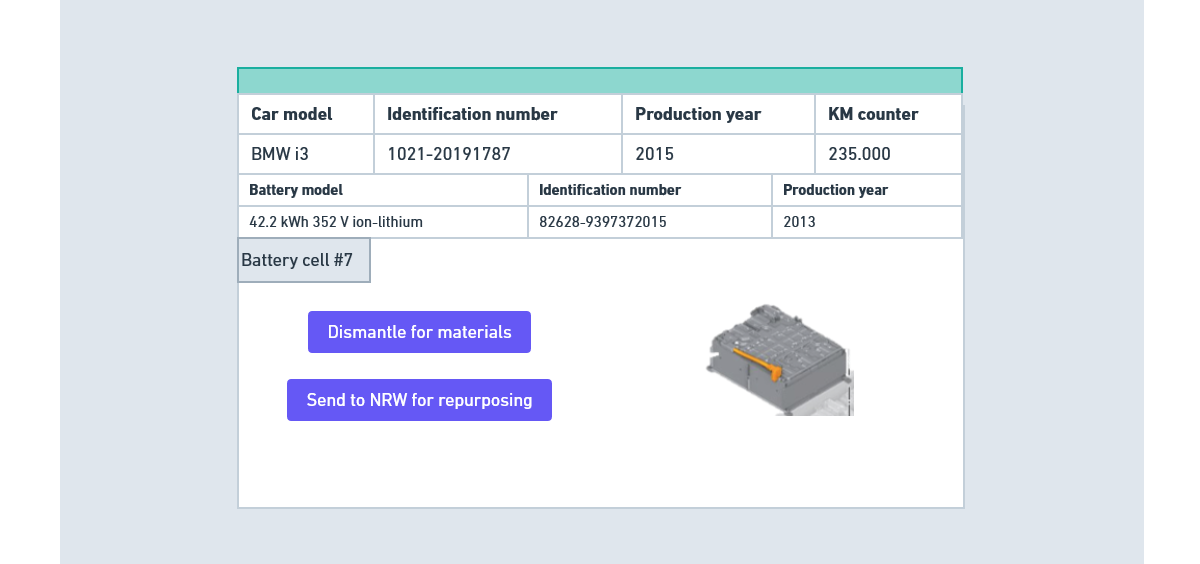 Car model Identification number Production year KM counter
BMW i3 1021-20191787 2015 235.000
Battery model Identification number Production year
42.2 kWh 352 V ion-lithium 82628-9397372015 2013
Battery cell #7
Dismantle for materials
Send to NRW for repurposing